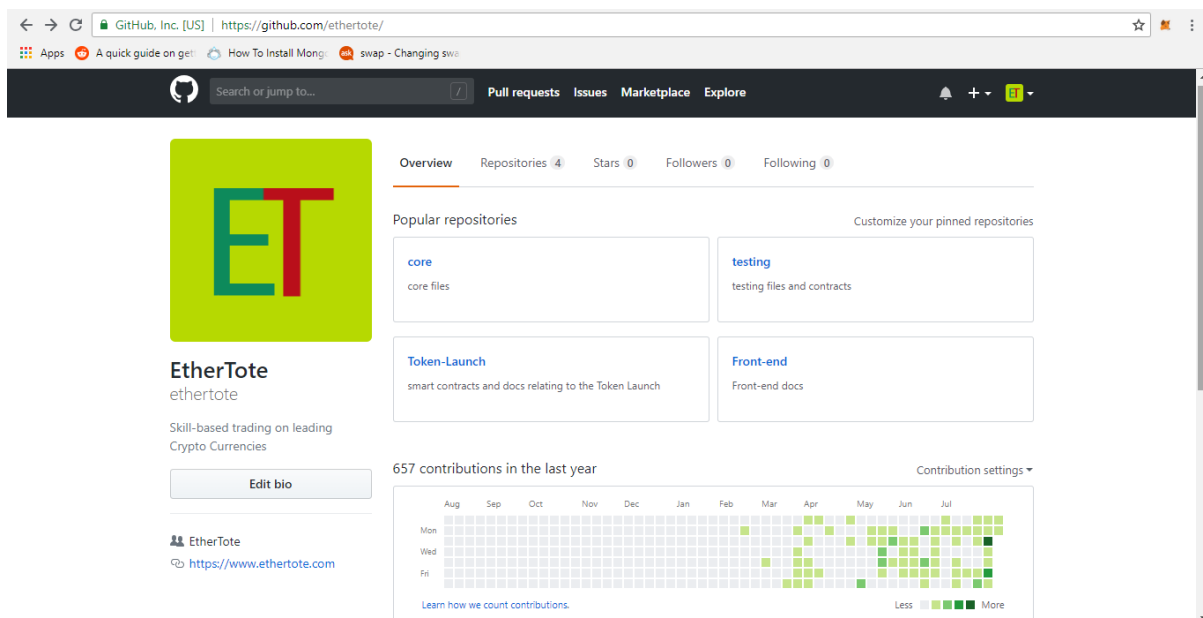 GitHub, Inc. [US] | https://github.com/ethertote/
Apps A quick guide on get How To Install Mong swap - Changing swa
Search or jump to... / Pull requests Issues Marketplace Explore ET
ET
Overview Repositories 4 Stars 0 Followers 0 Following 0
Popular repositories Customize your pinned repositories
core
core files
testing
testing files and contracts
Token-Launch
smart contracts and docs relating to the Token Launch
Front-end
Front-end docs
EtherTote
ethertote
Skill-based trading on leading
Crypto Currencies
Edit bio
EtherTote
https://www.ethertote.com
657 contributions in the last year Contribution settings
Aug Sep Oct Nov Dec Jan Feb Mar Apr May Jun Jul
Mon
Wed
Fri
Learn how we count contributions. Less More